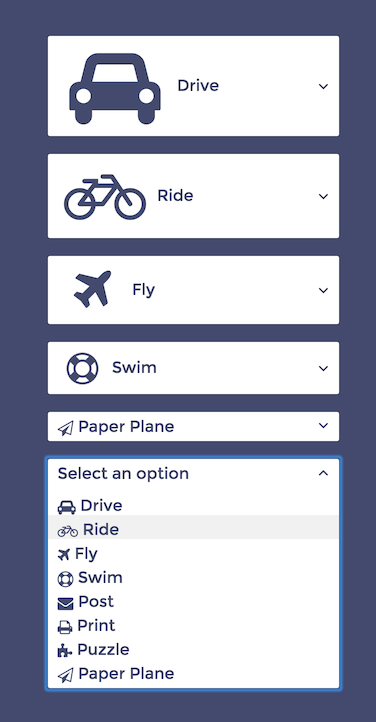 Drive
Ride
Fly
Swim
Paper Plane
Select an option
Drive
Ride
Fly
Swim
Post
Print
Puzzle
Paper Plane